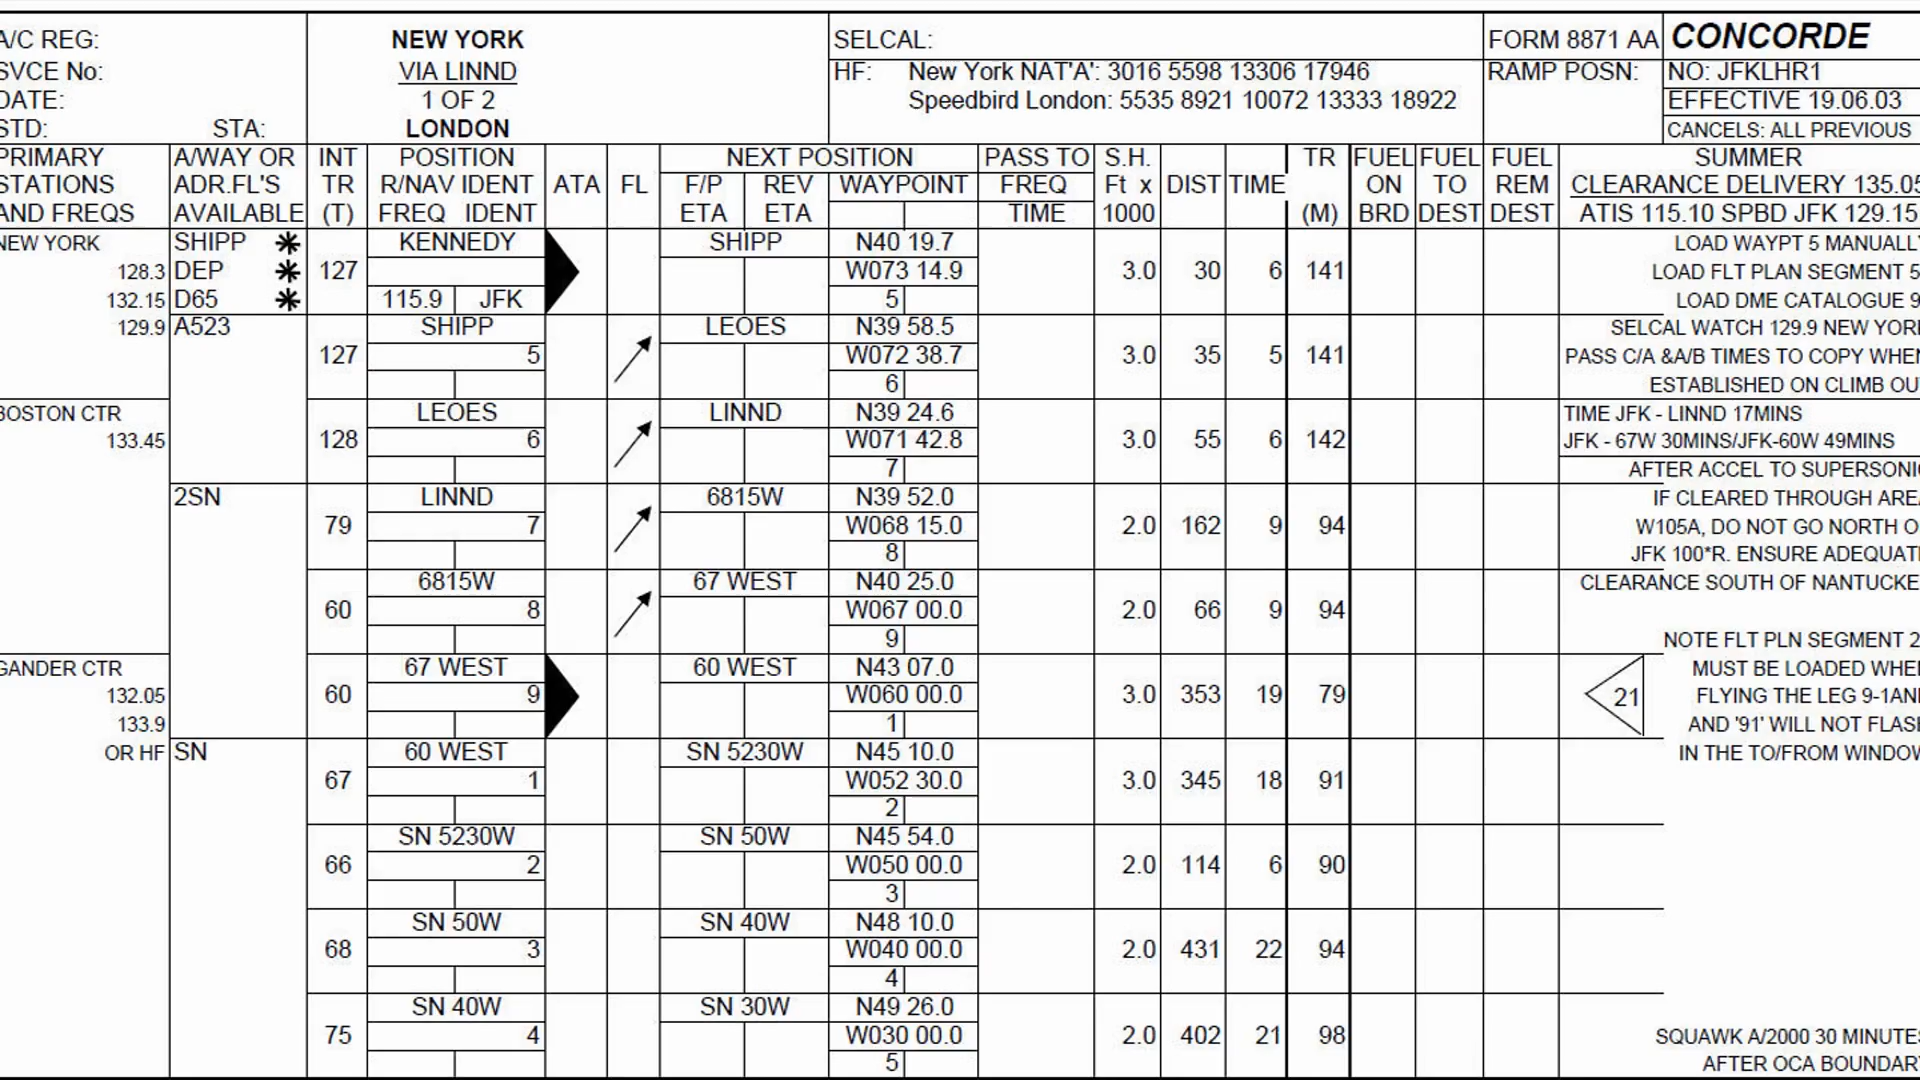 A/C REG:
SVCE No:
DATE:
STD: STA:
NEW YORK
VIA LINND
1 OF 2
LONDON
SELCAL:
HF: New York NAT'A': 3016 5598 13306 17946
Speedbird London: 5535 8921 10072 13333 18922
FORM 8871 AA
RAMP POSN:
CONCORDE
NO: JFKLHR1
EFFECTIVE 19.06.03
CANCELS: ALL PREVIOUS
PRIMARY STATIONS AND FREQS
A/WAY OR ADR.FL'S AVAILABLE
INT TR (T)
POSITION R/NAV IDENT FREQ IDENT
ATA
FL
NEXT POSITION
F/P ETA
REV ETA
WAYPOINT
PASS TO
FREQ
TIME
S.H. Ft x 1000
DIST
TIME
TR (M)
FUEL ON BRD
FUEL TO DEST
FUEL REM DEST
SUMMER
CLEARANCE DELIVERY 135.05
ATIS 115.10 SPBD JFK 129.15
NEW YORK SHIPP ✱ KENNEDY SHIPP N40 19.7 LOAD WAYPT 5 MANUALLY
128.3 DEP ✱ 127 W073 14.9 3.0 30 6 141 LOAD FLT PLAN SEGMENT 5
132.15 D65 ✱ 115.9 JFK 5 LOAD DME CATALOGUE 9
129.9 A523 SHIPP LEOES N39 58.5 SELCAL WATCH 129.9 NEW YORK
127 5 W072 38.7 3.0 35 5 141 PASS C/A &A/B TIMES TO COPY WHEN
6 ESTABLISHED ON CLIMB OU
BOSTON CTR LEOES LINND N39 24.6 TIME JFK - LINND 17MINS
133.45 128 6 W071 42.8 3.0 55 6 142 JFK - 67W 30MINS/JFK-60W 49MINS
7 AFTER ACCEL TO SUPERSONIC
2SN LINND 6815W N39 52.0 IF CLEARED THROUGH AREA
79 7 W068 15.0 2.0 162 9 94 W105A, DO NOT GO NORTH O
8 JFK 100*R. ENSURE ADEQUAT
6815W 67 WEST N40 25.0 CLEARANCE SOUTH OF NANTUCKE
60 8 W067 00.0 2.0 66 9 94
9 NOTE FLT PLN SEGMENT 2
GANDER CTR 67 WEST 60 WEST N43 07.0 MUST BE LOADED WHEN
132.05 60 9 W060 00.0 3.0 353 19 79 21 FLYING THE LEG 9-1AN
133.9 1 AND '91' WILL NOT FLAS
OR HF SN 60 WEST SN 5230W N45 10.0 IN THE TO/FROM WINDOW
67 1 W052 30.0 3.0 345 18 91
2
SN 5230W SN 50W N45 54.0
66 2 W050 00.0 2.0 114 6 90
3
SN 50W SN 40W N48 10.0
68 3 W040 00.0 2.0 431 22 94
4
SN 40W SN 30W N49 26.0
75 4 W030 00.0 2.0 402 21 98 SQUAWK A/2000 30 MINUTES
5 AFTER OCA BOUNDAR